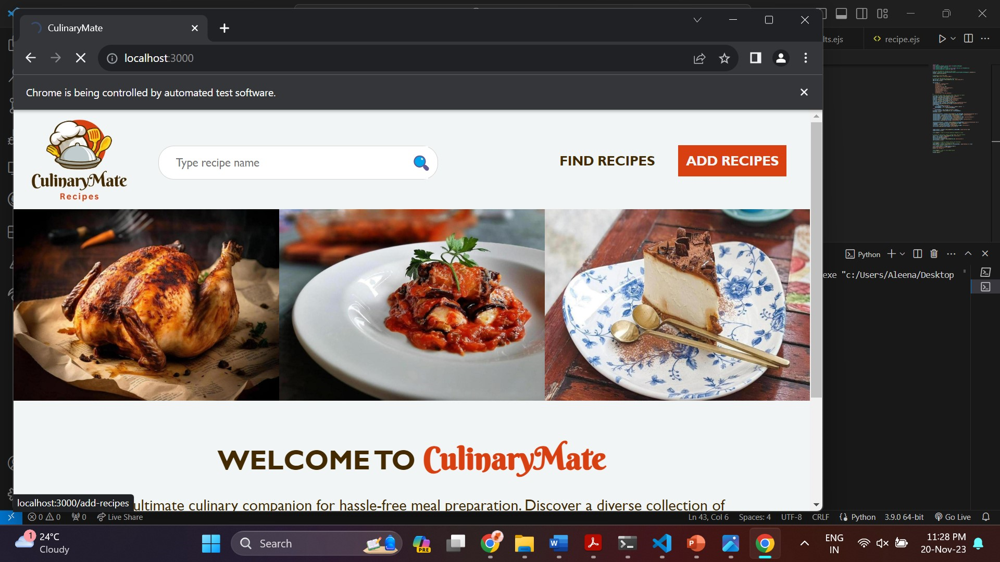 CulinaryMate
lts.ejs
recipe.ejs
localhost:3000
Chrome is being controlled by automated test software.
CulinaryMate
Recipes
Type recipe name
FIND RECIPES
ADD RECIPES
Python
exe "c:/Users/Aleena/Desktop
WELCOME TO CulinaryMate
localhost:3000/add-recipes
ultimate culinary companion for hassle-free meal preparation. Discover a diverse collection of
0 0 0 Live Share
Ln 43, Col 6 Spaces: 4 UTF-8 CRLF Python 3.9.0 64-bit Go Live
1
24°C
Cloudy
Search
PRE
ENG
IN
11:28 PM
20-Nov-23